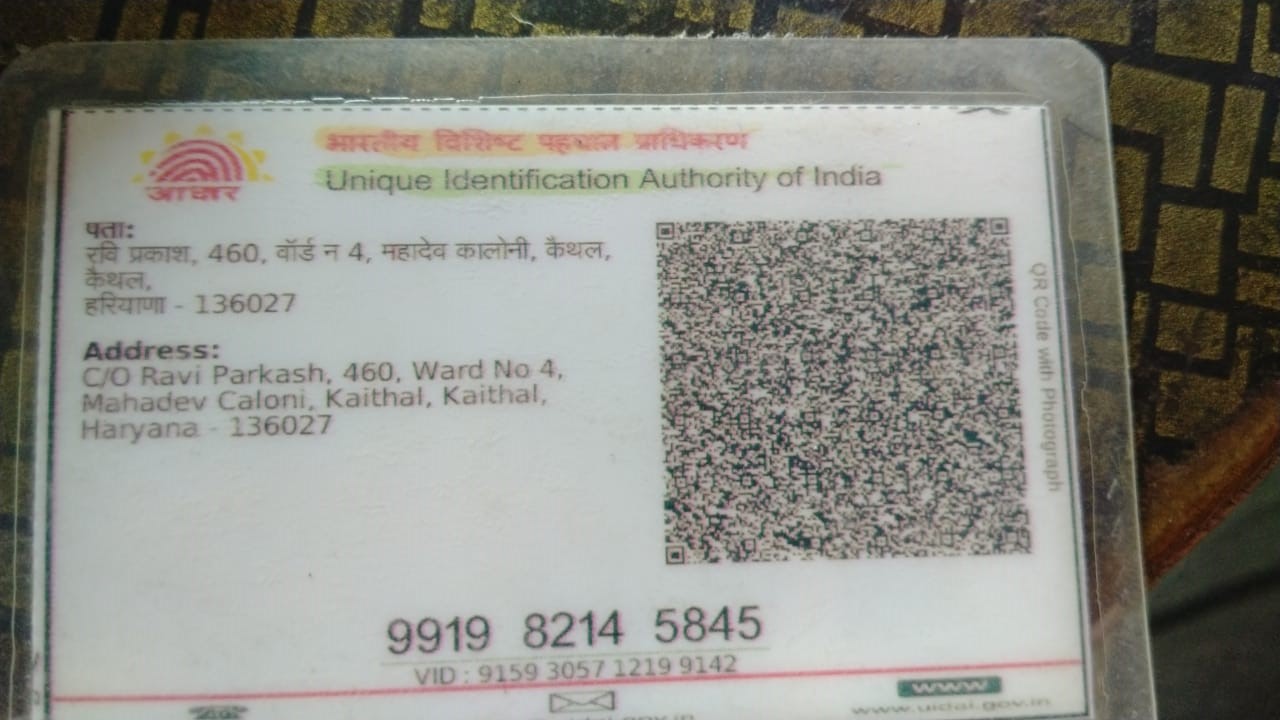 भारतीय विशिष्ट पहचान प्राधिकरण
Unique Identification Authority of India
आधार
पता:
रवि प्रकाश, 460, वॉर्ड न 4, महादेव कालोनी, कैथल,
कैथल,
हरियाणा - 136027
Address:
C/O Ravi Parkash, 460, Ward No 4,
Mahadev Caloni, Kaithal, Kaithal,
Haryana - 136027
QR Code with Photograph
9919 8214 5845
VID : 9159 3057 1219 9142
www
www.uidai.gov.in